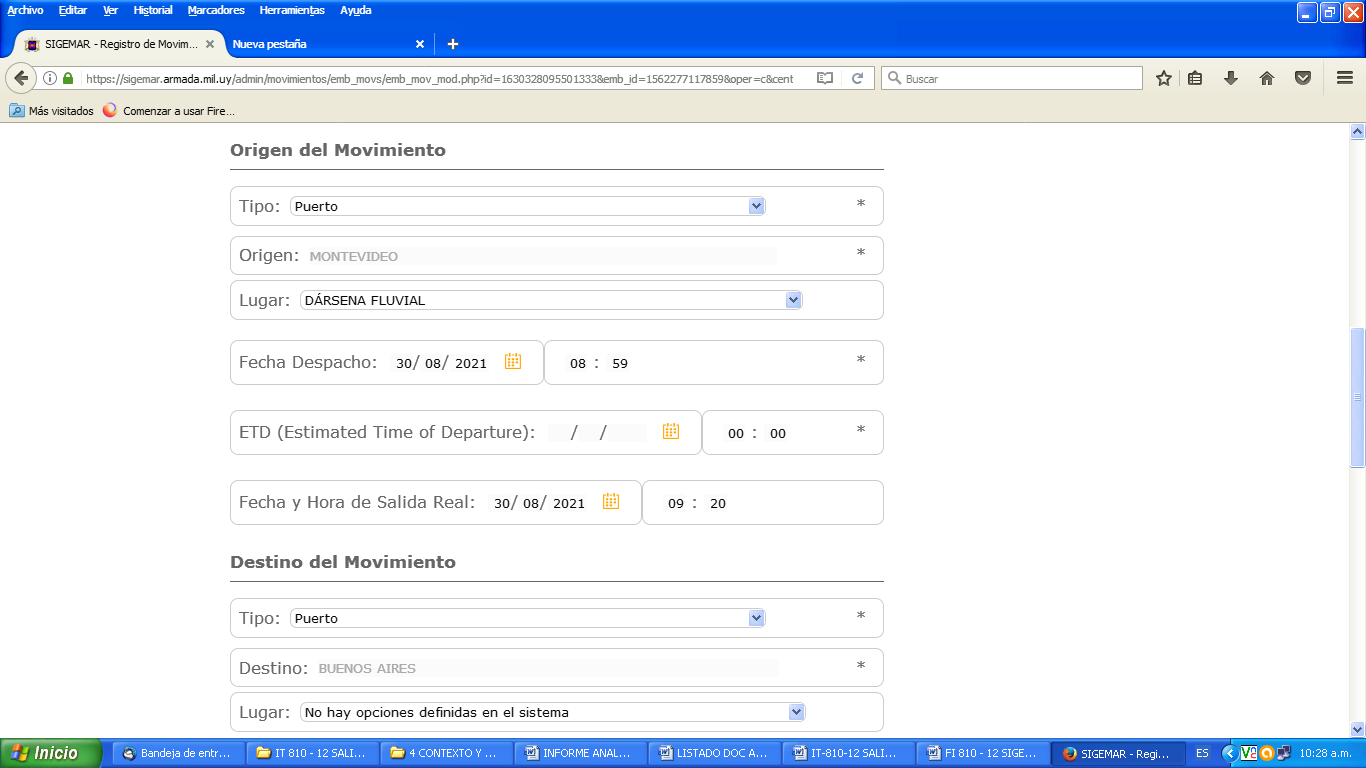 Archivo Editar Ver Historial Marcadores Herramientas Ayuda
SIGEMAR - Registro de Movim... Nueva pestaña
https://sigemar.armada.mil.uy/admin/movimientos/emb_movs/emb_mov_mod.php?id=1630328095501333&emb_id=1562277117859&oper=c&cent Buscar
Más visitados Comenzar a usar Fire...
Origen del Movimiento
Tipo: Puerto *
Origen: MONTEVIDEO *
Lugar: DÁRSENA FLUVIAL
Fecha Despacho: 30/ 08/ 2021 08 : 59 *
ETD (Estimated Time of Departure): / / 00 : 00 *
Fecha y Hora de Salida Real: 30/ 08/ 2021 09 : 20
Destino del Movimiento
Tipo: Puerto *
Destino: BUENOS AIRES *
Lugar: No hay opciones definidas en el sistema
Inicio Bandeja de entr... IT 810 - 12 SALI... 4 CONTEXTO Y ... INFORME ANAL... LISTADO DOC A... IT-810-12 SALI... FI 810 - 12 SIGE... SIGEMAR - Regi... ES 10:28 a.m.